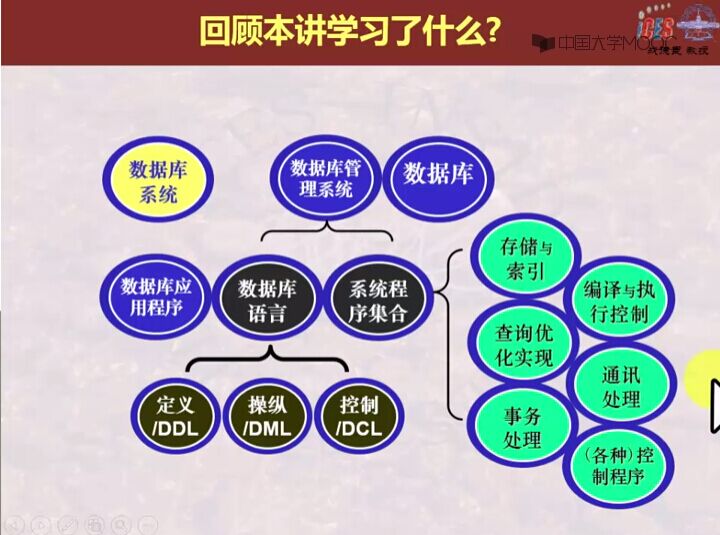 回顾本讲学习了什么?
中国大学MOOC
教授
数据库
系统
数据库管
理系统
数据库
数据库应
用程序
数据库
语言
系统程
序集合
定义
/DDL
操纵
/DML
控制
/DCL
存储与
索引
编译与执
行控制
查询优
化实现
通讯
处理
事务
处理
(各种)控
制程序